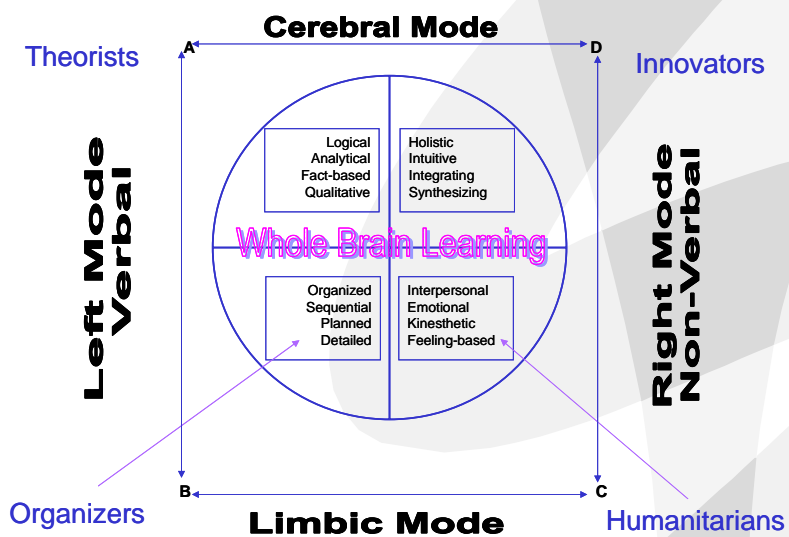 Cerebral Mode
A
D
Theorists
Innovators
Left Mode
Verbal
Logical
Analytical
Fact-based
Qualitative
Holistic
Intuitive
Integrating
Synthesizing
Right Mode
Non-Verbal
Whole Brain Learning
Organized
Sequential
Planned
Detailed
Interpersonal
Emotional
Kinesthetic
Feeling-based
B
C
Organizers
Limbic Mode
Humanitarians